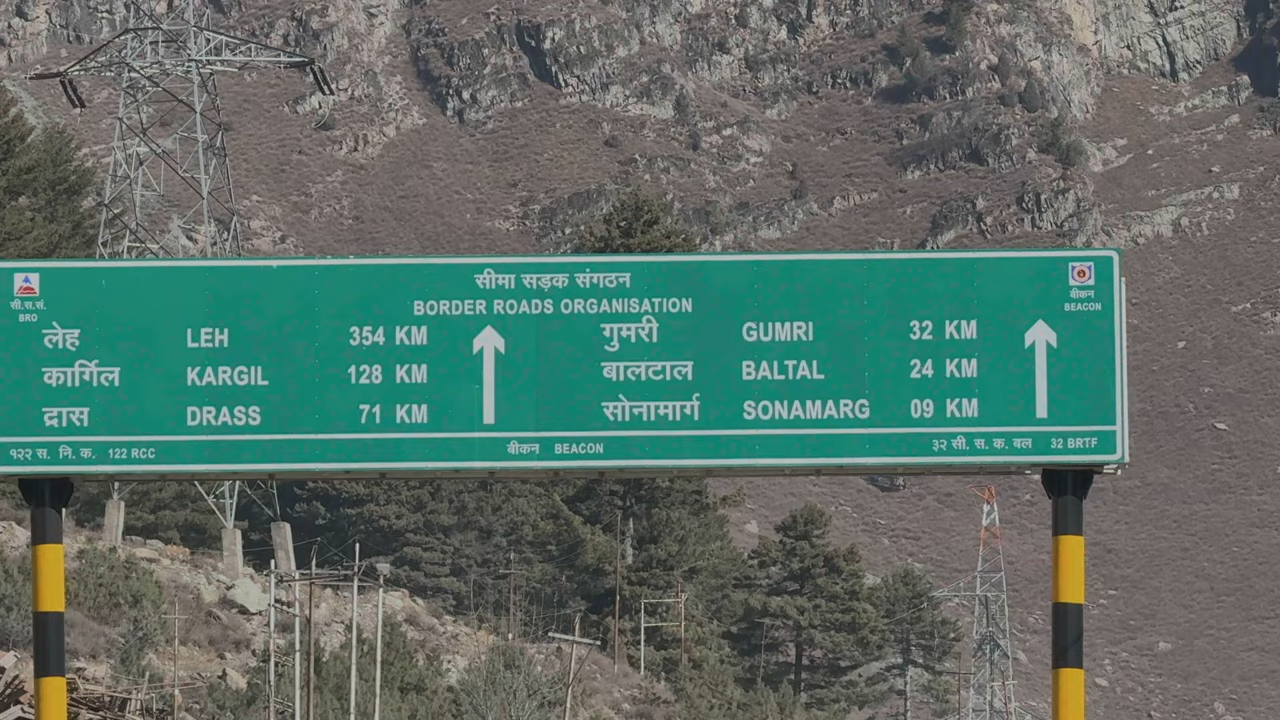 सीमा सड़क संगठन
BORDER ROADS ORGANISATION
सी.स.सं.
BRO
बीकन
BEACON
लेह LEH 354 KM
कार्गिल KARGIL 128 KM
द्रास DRASS 71 KM
गुमरी GUMRI 32 KM
बालटाल BALTAL 24 KM
सोनामार्ग SONAMARG 09 KM
१२२ स. नि. क. 122 RCC बीकन BEACON ३२ सी. स. क. बल 32 BRTF